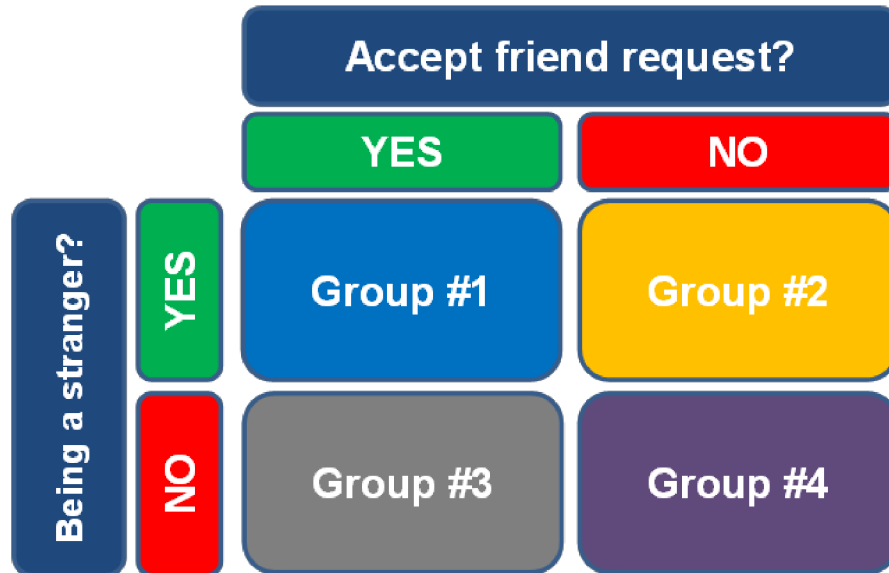 Accept friend request?
YES
NO
Being a stranger?
YES
Group #1
Group #2
NO
Group #3
Group #4